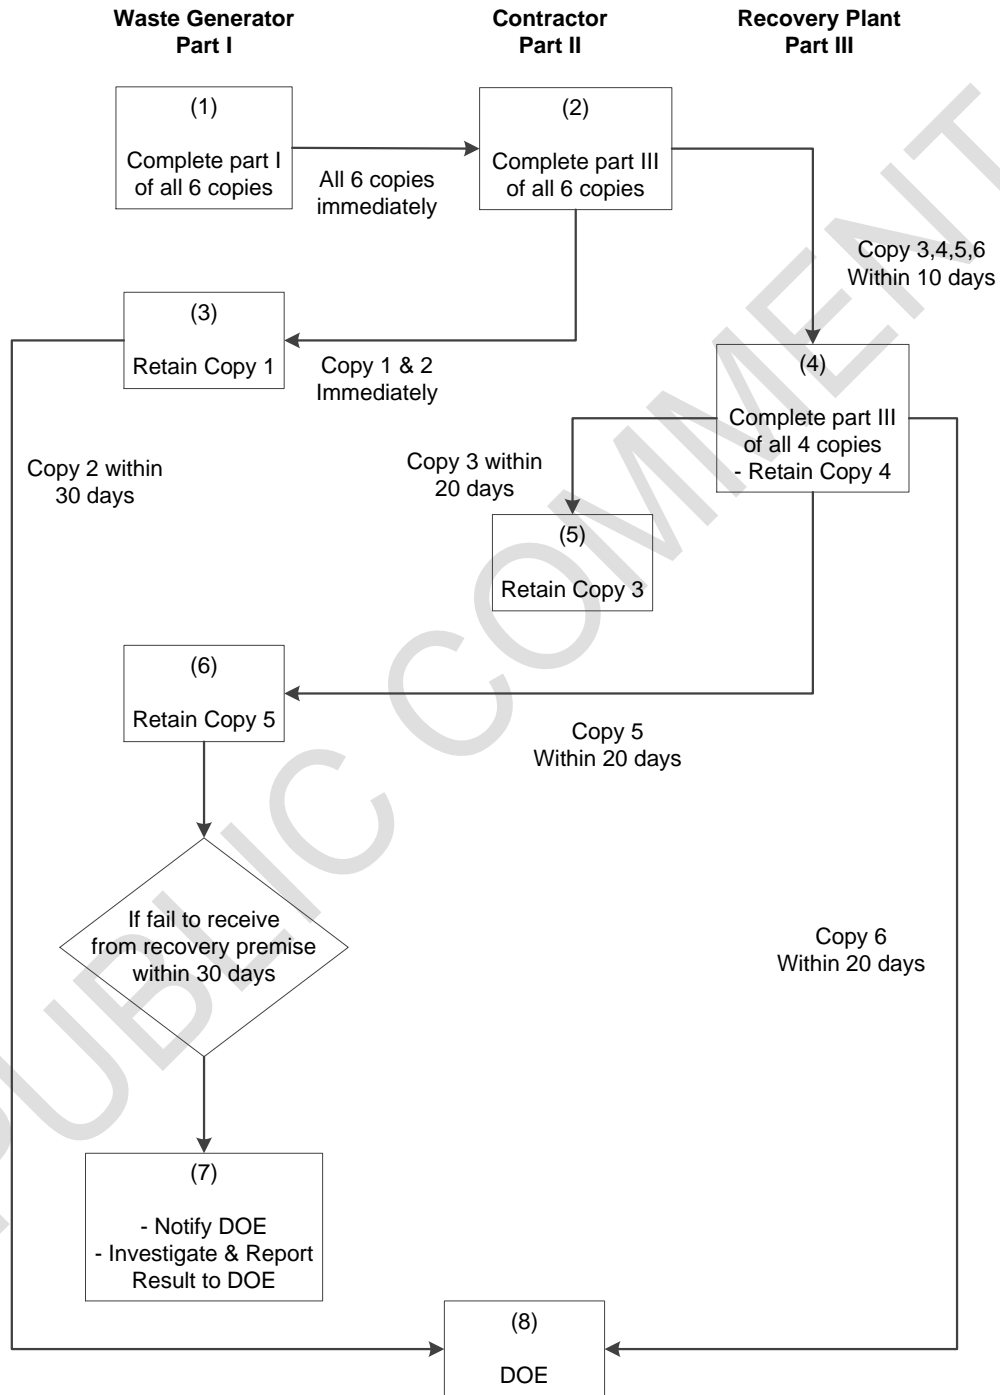 Waste Generator
Part I
Contractor
Part II
Recovery Plant
Part III
(1)
Complete part I
of all 6 copies
All 6 copies
immediately
(2)
Complete part III
of all 6 copies
Copy 3,4,5,6
Within 10 days
(3)
Retain Copy 1
Copy 1 & 2
Immediately
(4)
Complete part III
of all 4 copies
- Retain Copy 4
Copy 2 within
30 days
Copy 3 within
20 days
(5)
Retain Copy 3
(6)
Retain Copy 5
Copy 5
Within 20 days
If fail to receive
from recovery premise
within 30 days
Copy 6
Within 20 days
(7)
- Notify DOE
- Investigate & Report
Result to DOE
(8)
DOE
PUBLIC COMMENT